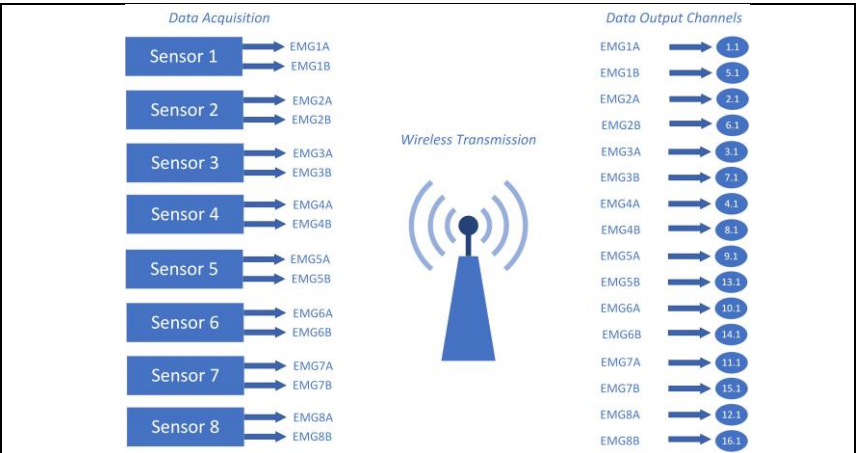 Data Acquisition
Sensor 1
EMG1A
EMG1B
Sensor 2
EMG2A
EMG2B
Sensor 3
EMG3A
EMG3B
Sensor 4
EMG4A
EMG4B
Sensor 5
EMG5A
EMG5B
Sensor 6
EMG6A
EMG6B
Sensor 7
EMG7A
EMG7B
Sensor 8
EMG8A
EMG8B
Wireless Transmission
Data Output Channels
EMG1A 1.1
EMG1B 5.1
EMG2A 2.1
EMG2B 6.1
EMG3A 3.1
EMG3B 7.1
EMG4A 4.1
EMG4B 8.1
EMG5A 9.1
EMG5B 13.1
EMG6A 10.1
EMG6B 14.1
EMG7A 11.1
EMG7B 15.1
EMG8A 12.1
EMG8B 16.1